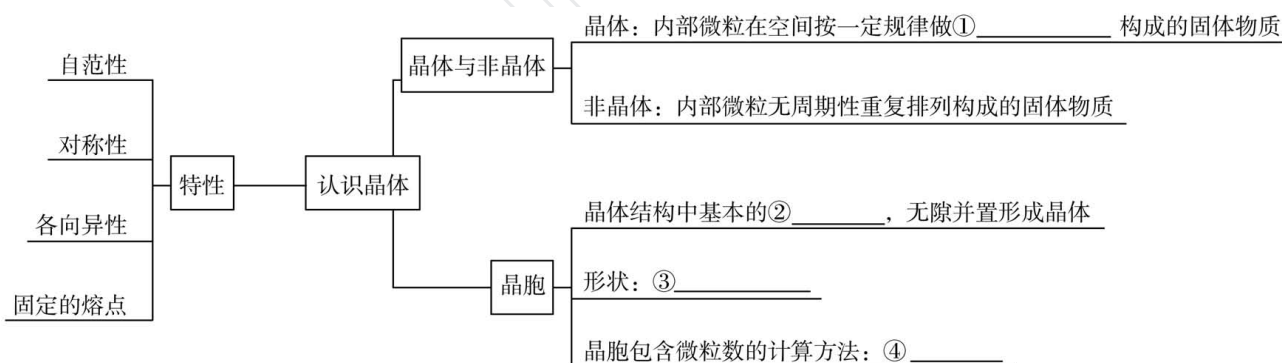 自范性
对称性
各向异性
固定的熔点
特性
认识晶体
晶体与非晶体
晶体：内部微粒在空间按一定规律做①____________构成的固体物质
非晶体：内部微粒无周期性重复排列构成的固体物质
晶胞
晶体结构中基本的②________，无隙并置形成晶体
形状：③____________
晶胞包含微粒数的计算方法：④________